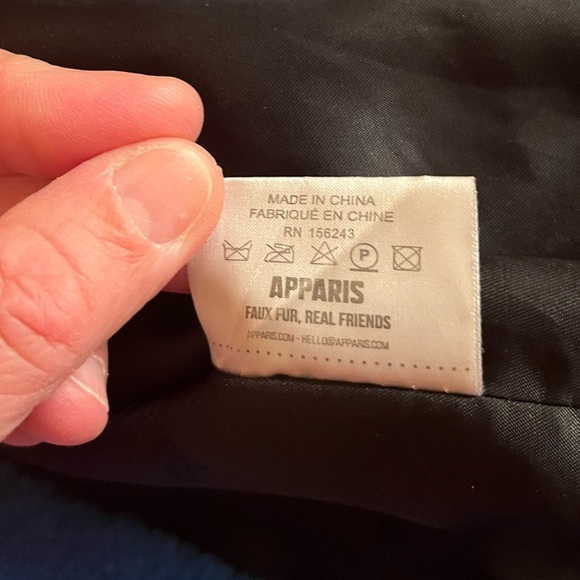 MADE IN CHINA
FABRIQUÉ EN CHINE
RN 156243
P
APPARIS
FAUX FUR, REAL FRIENDS
APPARIS.COM - HELLO@APPARIS.COM